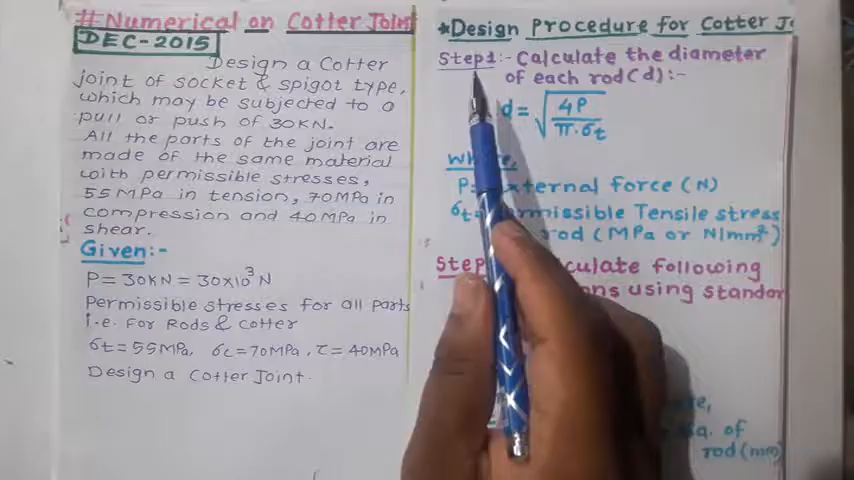 # Numerical on Cotter Joint
DEC-2015
Design a Cotter
joint of socket & spigot type,
which may be subjected to a
pull or push of 30KN.
All the parts of the joint are
made of the same material
with permissible stresses,
55MPa in tension, 70MPa in
compression and 40MPa in
shear.
Given:-
P = 30KN = 30×10³ N
Permissible stresses for all parts
i.e. For Rods & cotter
σt = 55MPa, σc = 70MPa, τ = 40MPa
Design a Cotter Joint.
*Design Procedure for Cotter Jo
Step1:- Calculate the diameter
of each rod(d):-
d = √4P/π.σt
Where,
P= External force (N)
σt= Permissible Tensile stress
rod (MPa or N/mm²)
Step culate following
ons using standar
Eq. of
rod(mm)